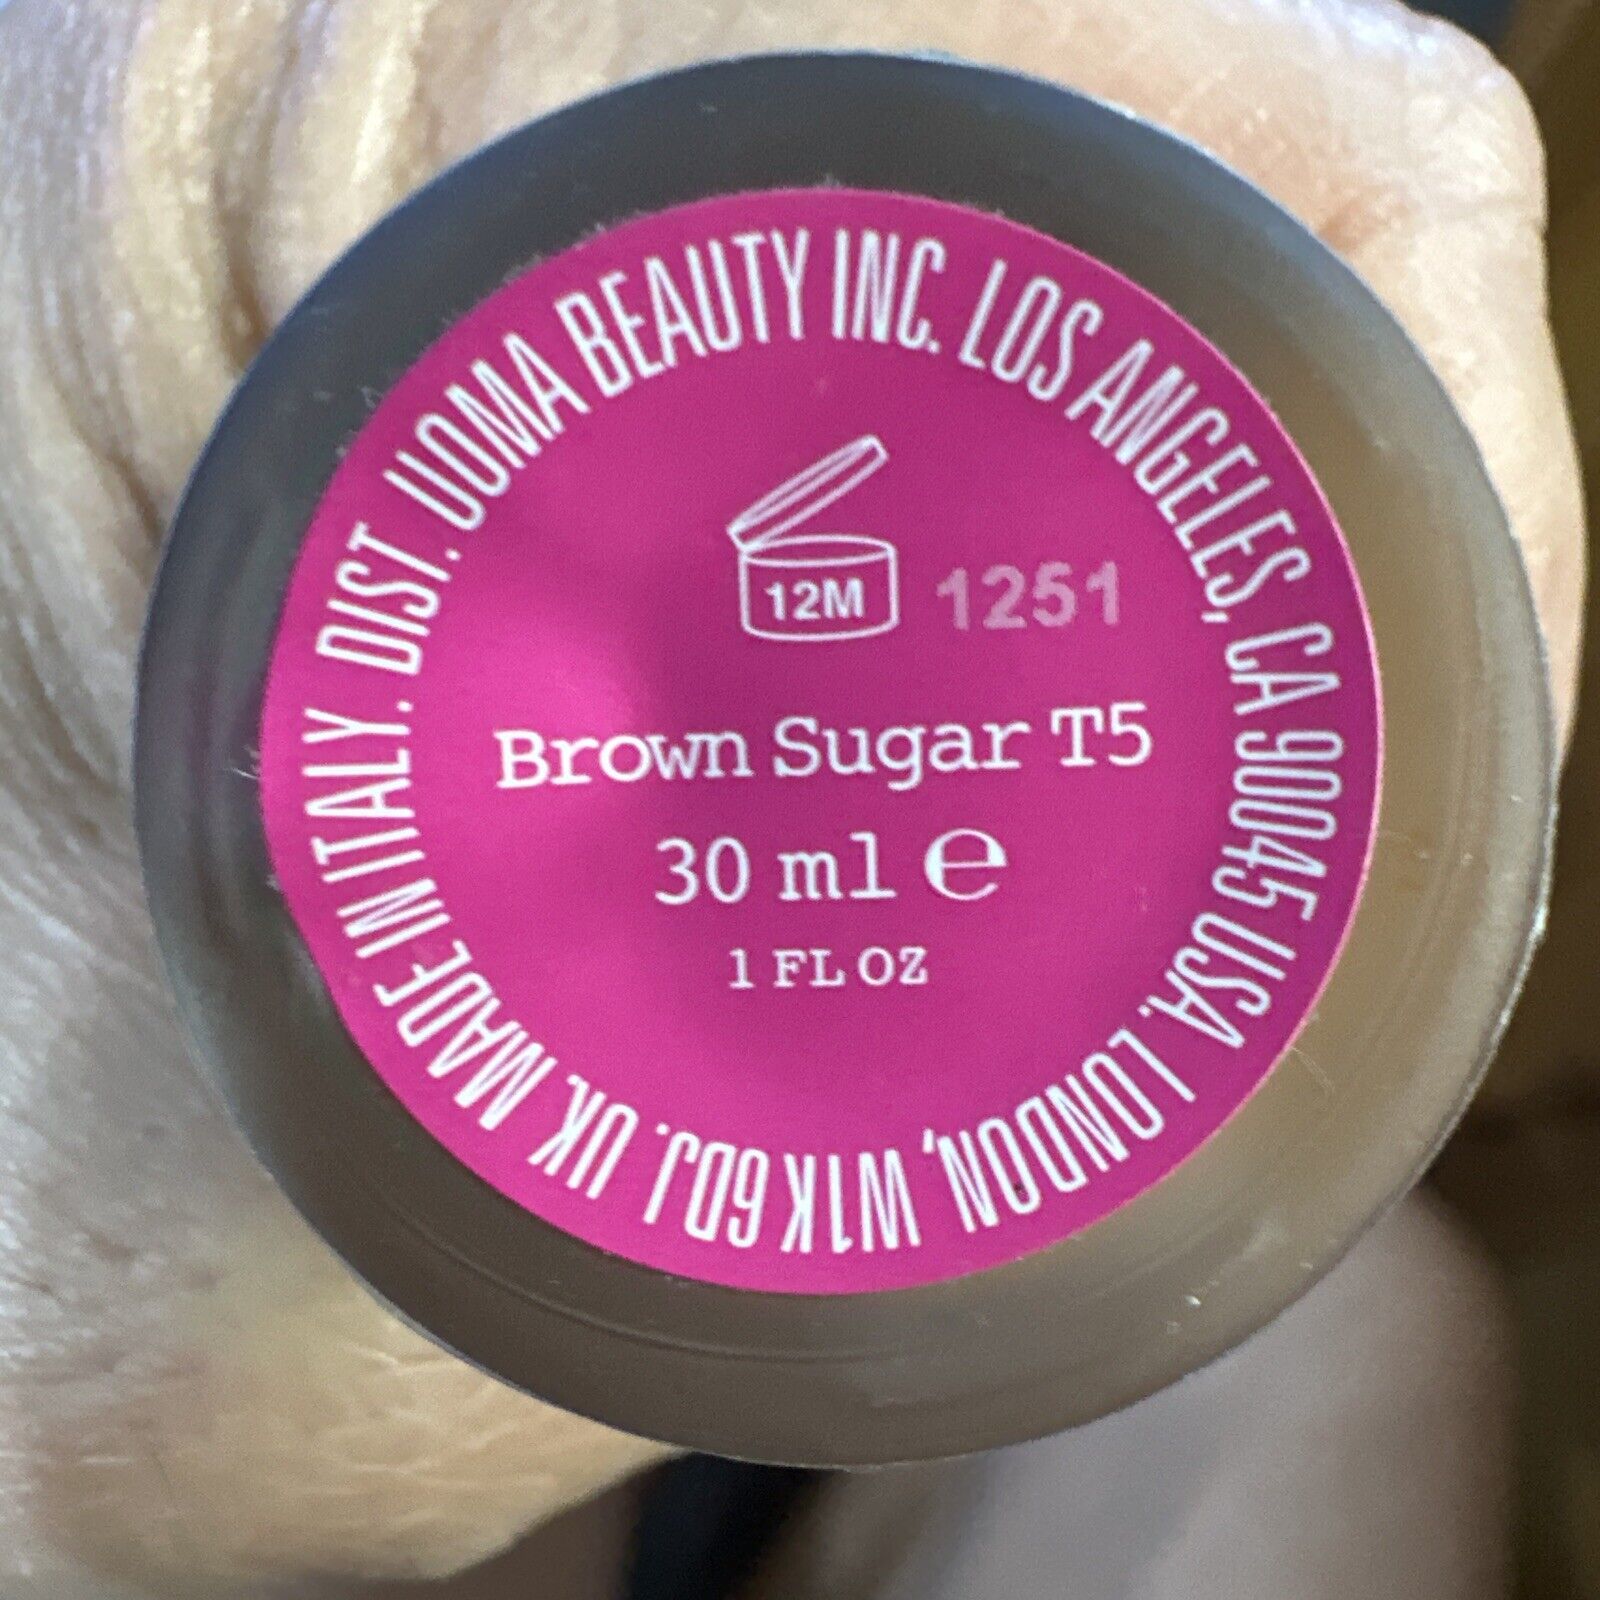 DIST. UOMA BEAUTY INC. LOS ANGELES, CA 90045 USA. LONDON, W1K 6DJ. UK. MADE IN ITALY.
12M
1251
Brown Sugar T5
30 ml e
1 FL OZ